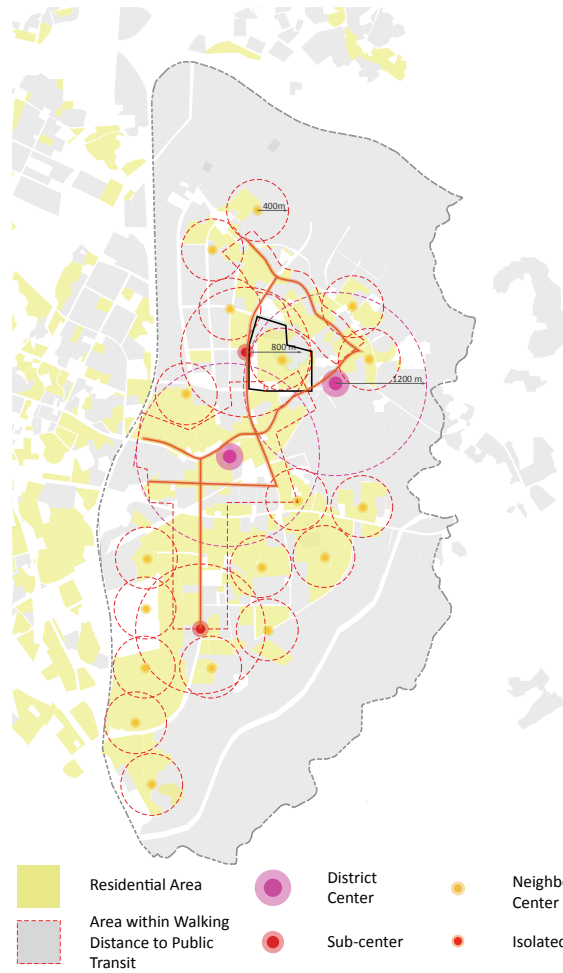 400m
800 m
1200 m
Residential Area
District
Center
Neighb
Center
Area within Walking
Distance to Public
Transit
Sub-center
Isolated